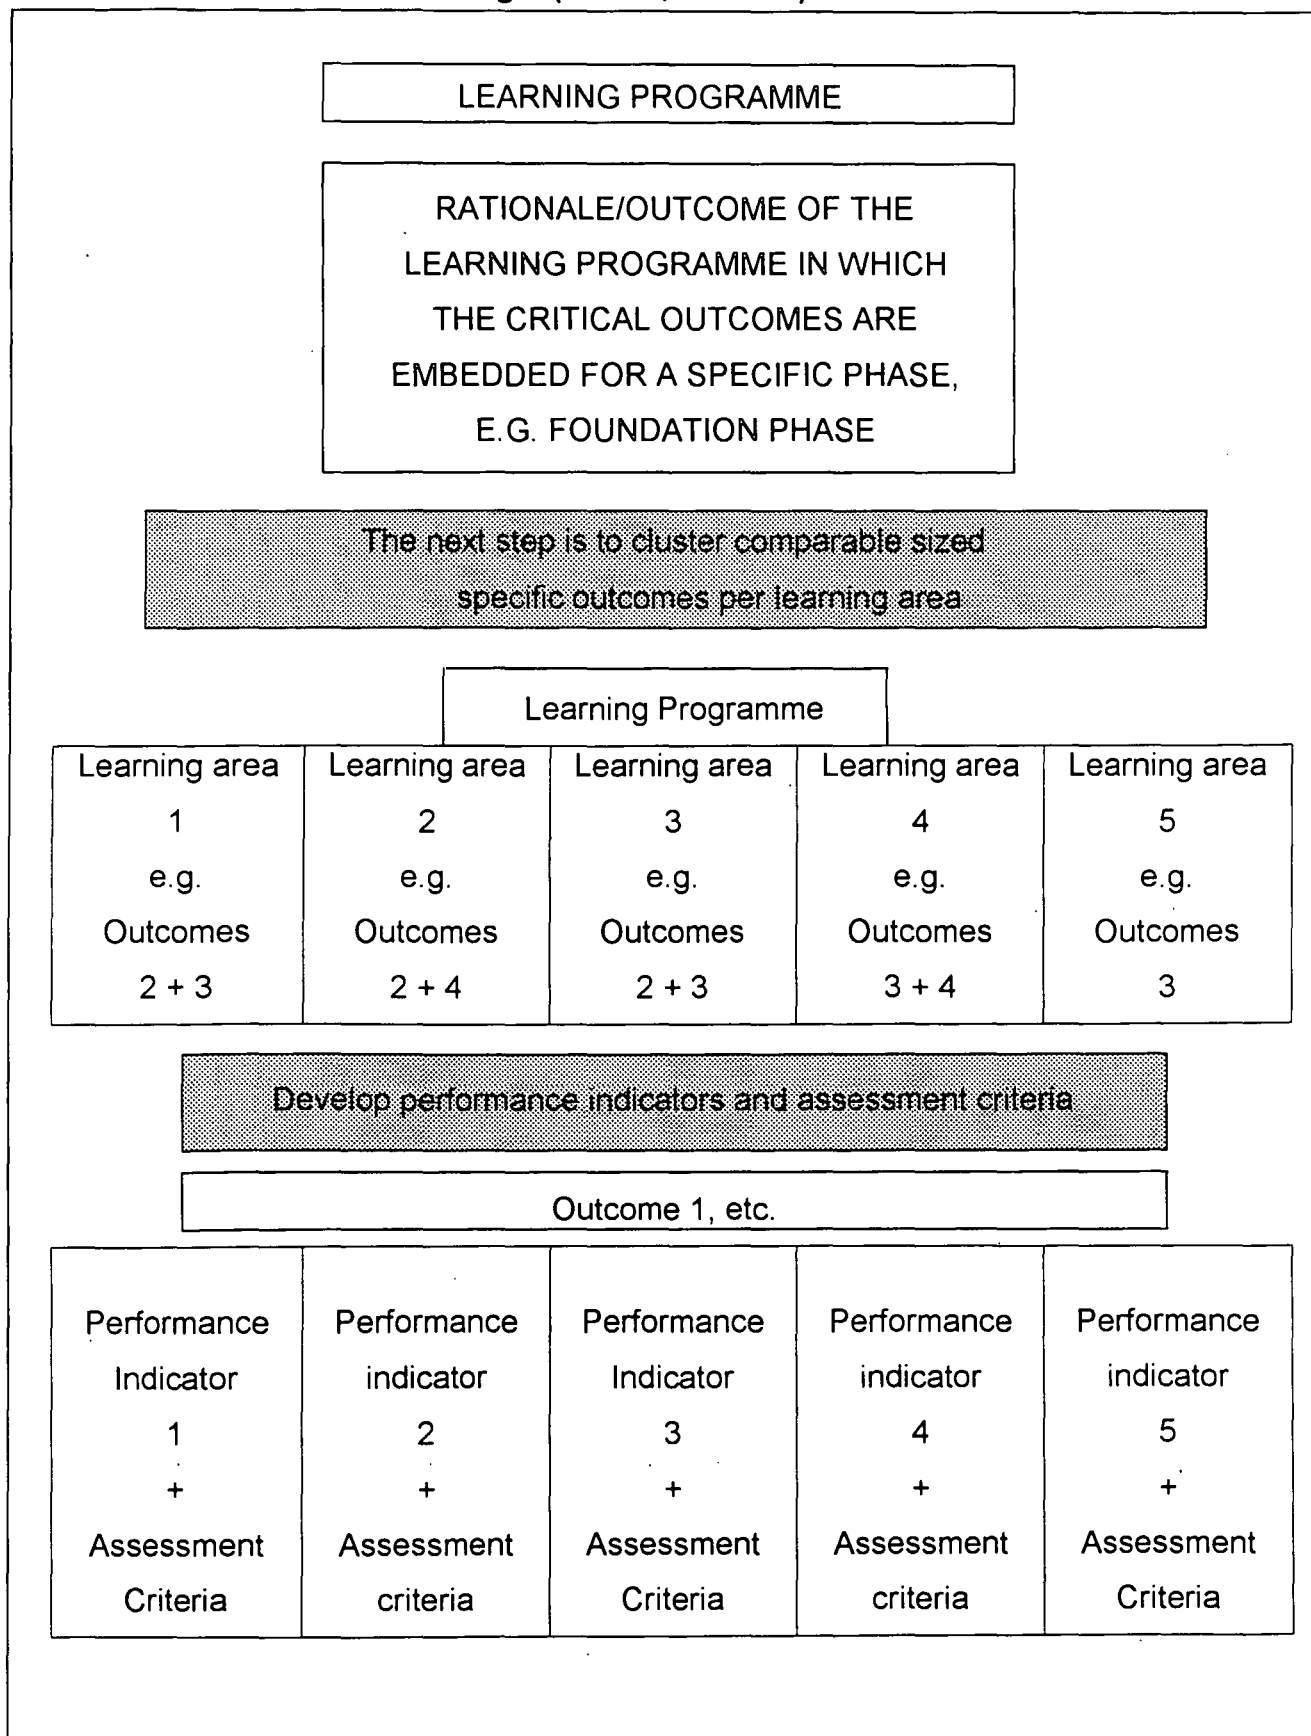 LEARNING PROGRAMME
RATIONALE/OUTCOME OF THE
LEARNING PROGRAMME IN WHICH
THE CRITICAL OUTCOMES ARE
EMBEDDED FOR A SPECIFIC PHASE,
E.G. FOUNDATION PHASE
The next step is to cluster comparable sized
specific outcomes per learning area
Learning Programme
Learning area
1
e.g.
Outcomes
2 + 3
Learning area
2
e.g.
Outcomes
2 + 4
Learning area
3
e.g.
Outcomes
2 + 3
Learning area
4
e.g.
Outcomes
3 + 4
Learning area
5
e.g.
Outcomes
3
Develop performance indicators and assessment criteria
Outcome 1, etc.
Performance
Indicator
1
+
Assessment
Criteria
Performance
indicator
2
+
Assessment
criteria
Performance
Indicator
3
+
Assessment
Criteria
Performance
indicator
4
+
Assessment
criteria
Performance
indicator
5
+
Assessment
Criteria